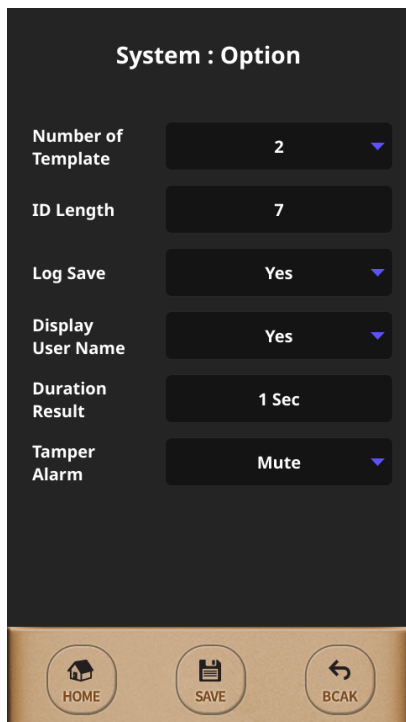 System : Option
Number of
Template
2
ID Length
7
Log Save
Yes
Display
User Name
Yes
Duration
Result
1 Sec
Tamper
Alarm
Mute
HOME
SAVE
BCAK